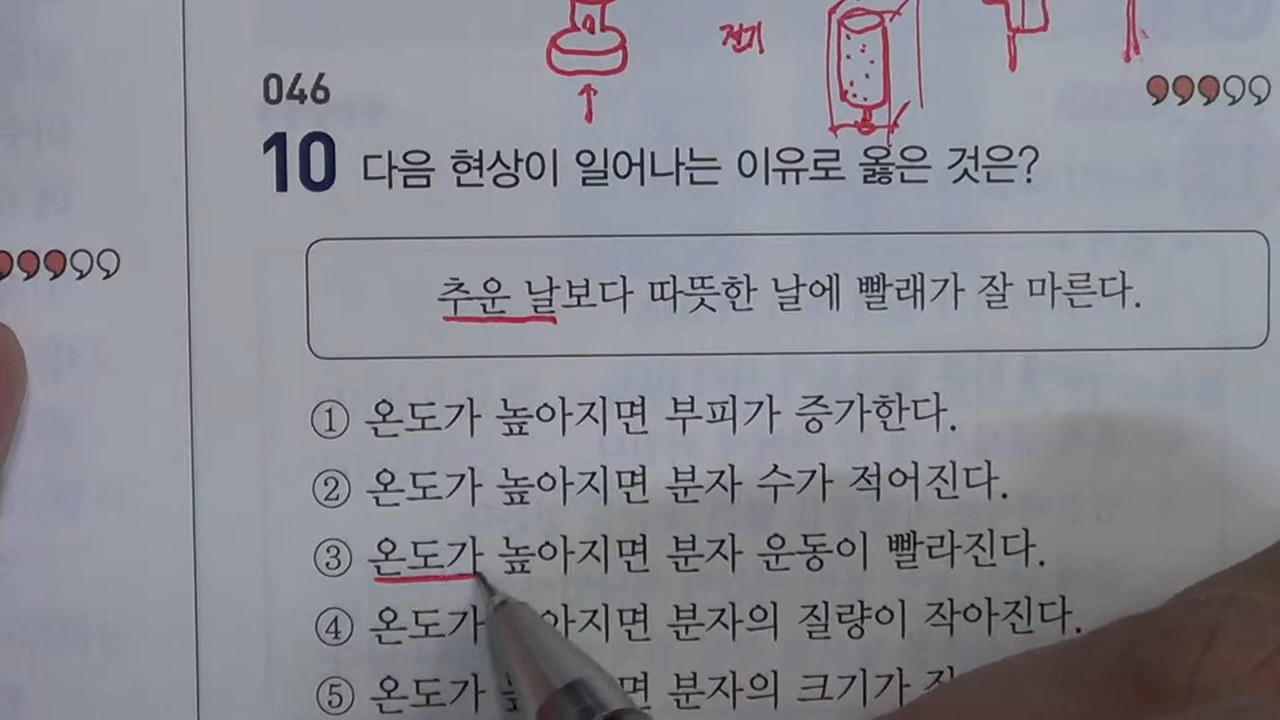 전기
046
10 다음 현상이 일어나는 이유로 옳은 것은?
추운 날보다 따뜻한 날에 빨래가 잘 마른다.
① 온도가 높아지면 부피가 증가한다.
② 온도가 높아지면 분자 수가 적어진다.
③ 온도가 높아지면 분자 운동이 빨라진다.
④ 온도가 분자의 질량이 작아진다.
⑤ 온도가 분자의 크기가